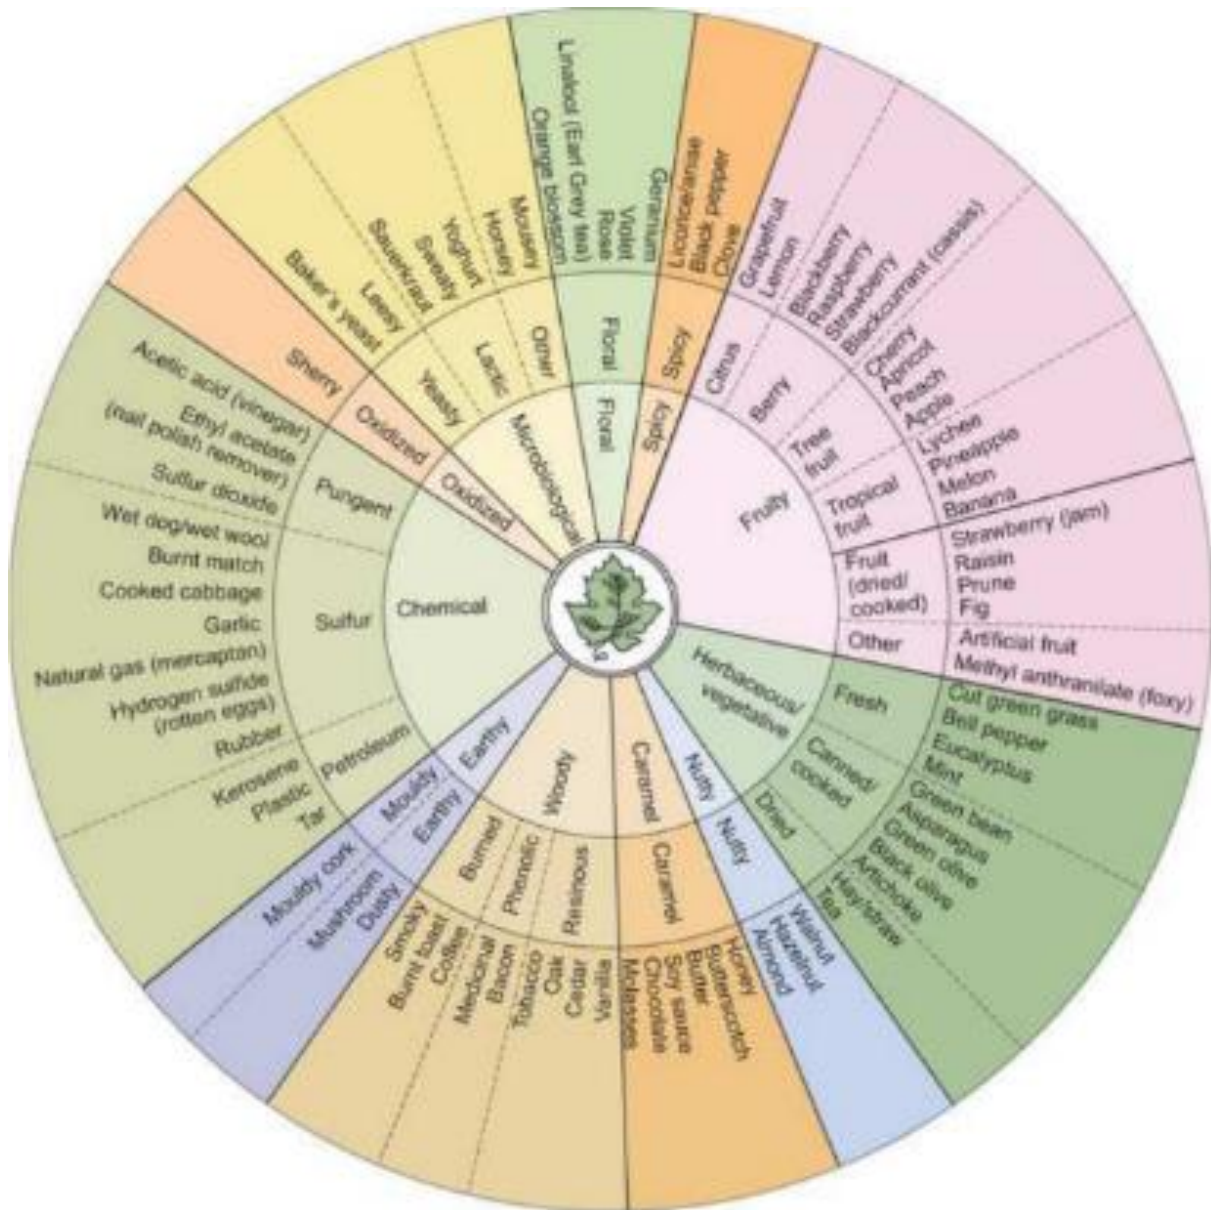 Floral
Floral
Linalool (Earl Grey tea)
Orange blosom
Rose
Violet
Geranium
Spicy
Spicy
Licorice/anise
Black pepper
Clove
Fruity
Citrus
Grapefruit
Lemon
Berry
Blackberry
Raspberry
Strawberry
Blackcurrant (cassis)
Tree
fruit
Cherry
Apricot
Peach
Apple
Tropical
fruit
Lychee
Pineapple
Melon
Banana
Fruit
(dried/
cooked)
Strawberry (jam)
Raisin
Prune
Fig
Other
Artificial fruit
Methyl anthranilate (foxy)
Herbaceous/
vegetative
Fresh
Cut green grass
Bell pepper
Eucalyptus
Mint
Canned/
cooked
Green bean
Asparagus
Green olive
Black olive
Artichoke
Dried
Hay/straw
Tea
Nutty
Nutty
Walnut
Hazelnut
Almond
Caramel
Caramel
Honey
Butterscotch
Butter
Soy sauce
Chocolate
Molasses
Woody
Resinous
Vanilla
Cedar
Oak
Tobacco
Phenolic
Bacon
Medicinal
Burned
Coffee
Burnt toast
Smoky
Earthy
Earthy
Dusty
Mushroom
Mouldy
Mouldy cork
Chemical
Petroleum
Tar
Plastic
Kerosene
Sulfur
Rubber
Hydrogen sulfide
(rotten eggs)
Natural gas (mercaptan)
Garlic
Cooked cabbage
Burnt match
Wet dog/wet wool
Pungent
Sulfur dioxide
Ethyl acetate
(nail polish remover)
Acetic acid (vinegar)
Oxidized
Oxidized
Sherry
Microbiological
Yeasty
Baker's yeast
Leesy
Lactic
Sauerkraut
Sweaty
Yoghurt
Other
Horsey
Mousey